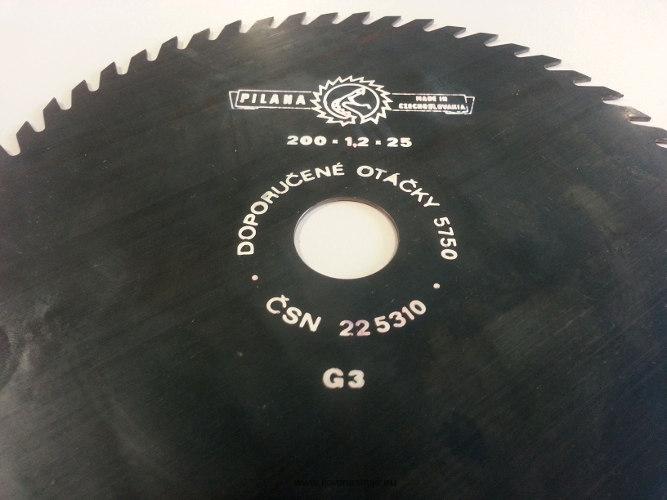 PILANA MADE IN
CZECHOSLOVAKIA
200 × 1,2 × 25
DOPORUČENÉ OTÁČKY 5750
• ČSN 22 5310 •
G3